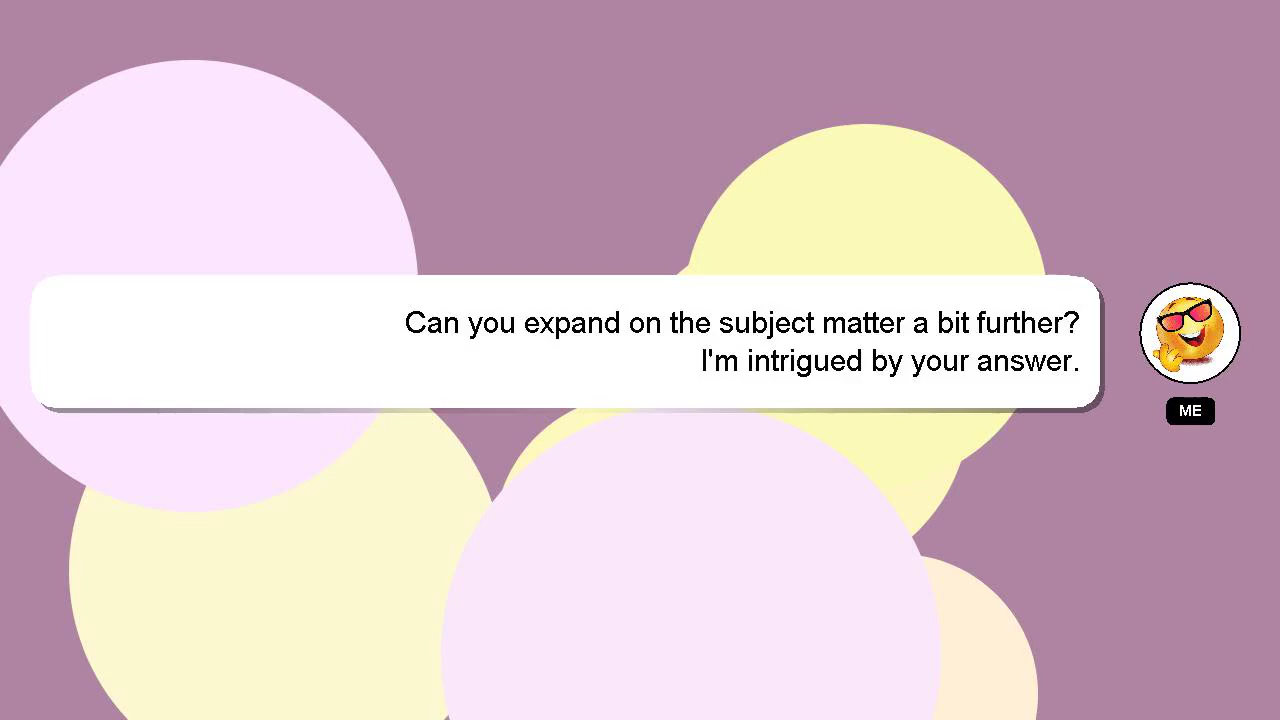 Can you expand on the subject matter a bit further?
I'm intrigued by your answer.
ME